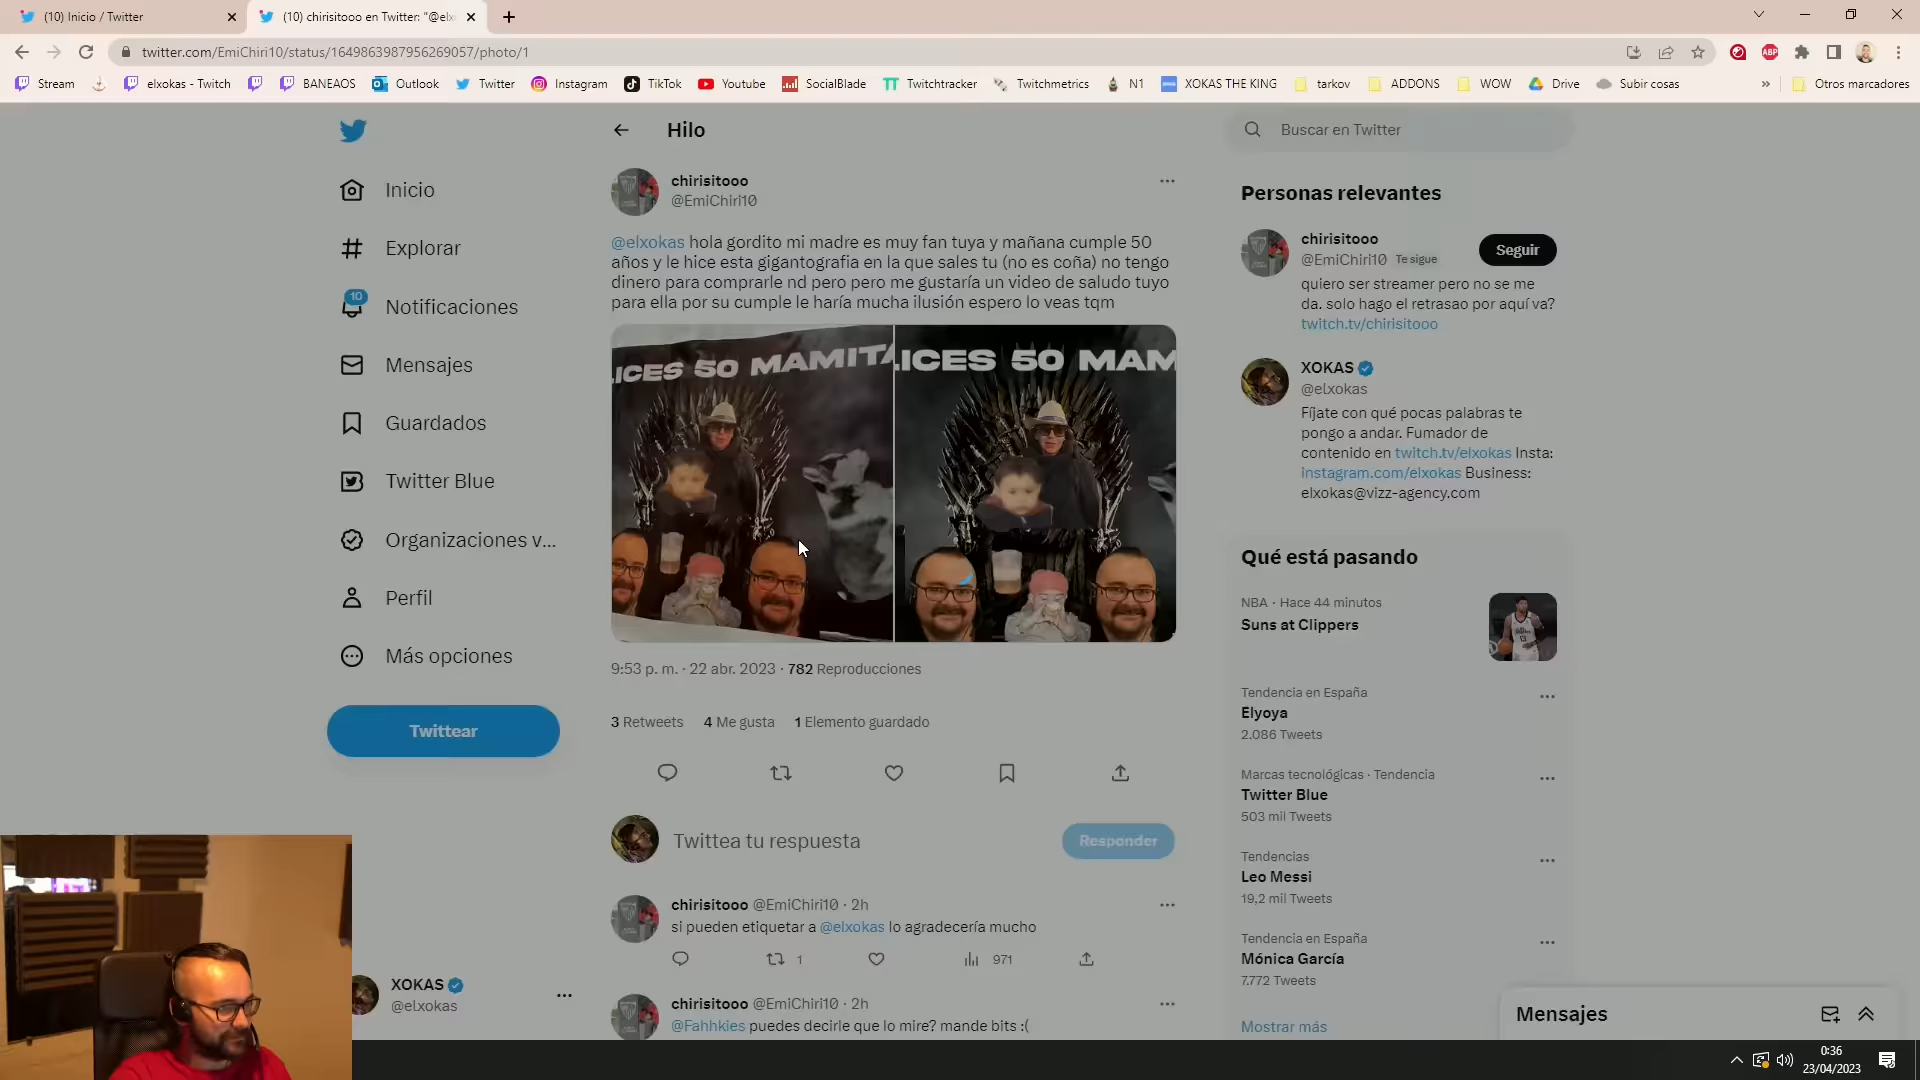 (10) Inicio / Twitter
(10) chirisitooo en Twitter: "@elx
twitter.com/EmiChiri10/status/1649863987956269057/photo/1
Stream
elxokas - Twitch
BANEAOS
Outlook
Twitter
Instagram
TikTok
Youtube
SocialBlade
Twitchtracker
Twitchmetrics
N1
XOKAS THE KING
tarkov
ADDONS
WOW
Drive
Subir cosas
»
Otros marcadores
ABP
Inicio
Explorar
10
Notificaciones
Mensajes
Guardados
Twitter Blue
Organizaciones v...
Perfil
Más opciones
Twittear
XOKAS
@elxokas
Hilo
chirisitooo
@EmiChiri10
@elxokas hola gordito mi madre es muy fan tuya y mañana cumple 50
años y le hice esta gigantografia en la que sales tu (no es coña) no tengo
dinero para comprarle nd pero pero me gustaría un video de saludo tuyo
para ella por su cumple le haría mucha ilusión espero lo veas tqm
LICES 50 MAMITA
LICES 50 MAM
9:53 p. m. · 22 abr. 2023 · 782 Reproducciones
3 Retweets 4 Me gusta 1 Elemento guardado
Twittea tu respuesta
Responder
chirisitooo @EmiChiri10 · 2h
si pueden etiquetar a @elxokas lo agradecería mucho
1
971
chirisitooo @EmiChiri10 · 2h
@Fahhkies puedes decirle que lo mire? mande bits :(
Buscar en Twitter
Personas relevantes
chirisitooo
@EmiChiri10 Te sigue
Seguir
quiero ser streamer pero no se me
da. solo hago el retrasao por aquí va?
twitch.tv/chirisitooo
XOKAS
@elxokas
Fíjate con qué pocas palabras te
pongo a andar. Fumador de
contenido en twitch.tv/elxokas Insta:
instagram.com/elxokas Business:
elxokas@vizz-agency.com
Qué está pasando
NBA · Hace 44 minutos
Suns at Clippers
Tendencia en España
Elyoya
2.086 Tweets
Marcas tecnológicas · Tendencia
Twitter Blue
503 mil Tweets
Tendencias
Leo Messi
19,2 mil Tweets
Tendencia en España
Mónica García
7.772 Tweets
Mostrar más
Mensajes
0:36
23/04/2023